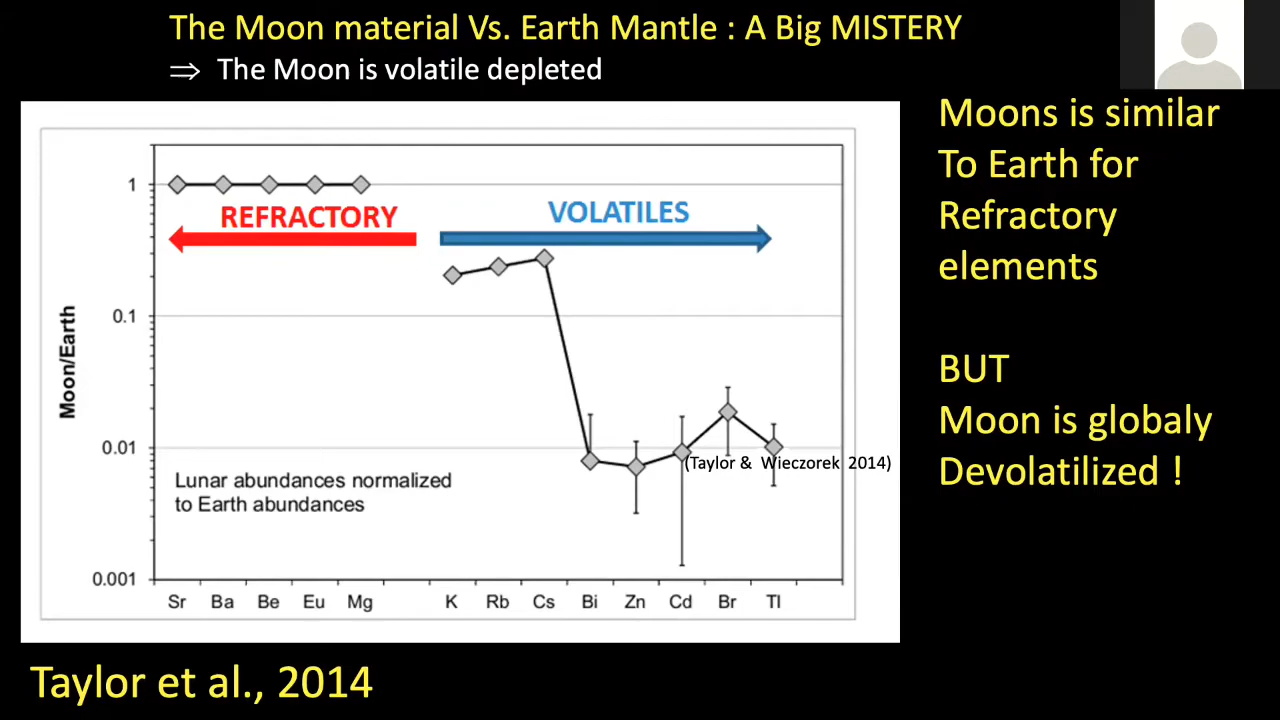 The Moon material Vs. Earth Mantle : A Big MISTERY
⇒ The Moon is volatile depleted
Moons is similar
To Earth for
Refractory
elements
BUT
Moon is globaly
Devolatilized !
REFRACTORY
VOLATILES
Moon/Earth
1
0.1
0.01
0.001
(Taylor & Wieczorek 2014)
Lunar abundances normalized
to Earth abundances
Sr Ba Be Eu Mg K Rb Cs Bi Zn Cd Br Tl
Taylor et al., 2014